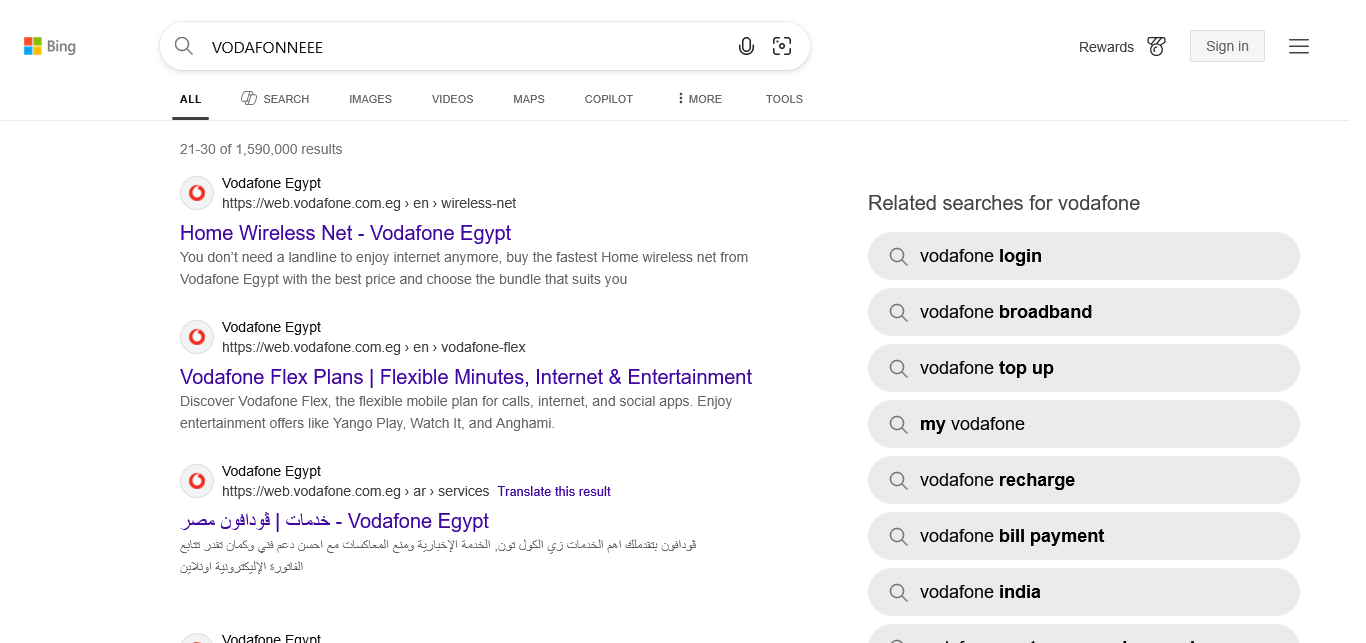 Bing
VODAFONNEEE
Rewards
Sign in
ALL
SEARCH
IMAGES
VIDEOS
MAPS
COPILOT
MORE
TOOLS
21-30 of 1,590,000 results
Vodafone Egypt
https://web.vodafone.com.eg › en › wireless-net
Home Wireless Net - Vodafone Egypt
You don’t need a landline to enjoy internet anymore, buy the fastest Home wireless net from
Vodafone Egypt with the best price and choose the bundle that suits you
Vodafone Egypt
https://web.vodafone.com.eg › en › vodafone-flex
Vodafone Flex Plans | Flexible Minutes, Internet & Entertainment
Discover Vodafone Flex, the flexible mobile plan for calls, internet, and social apps. Enjoy
entertainment offers like Yango Play, Watch It, and Anghami.
Vodafone Egypt
https://web.vodafone.com.eg › ar › services Translate this result
خدمات | ڤودافون مصر - Vodafone Egypt
ڤودافون بتقدملك اهم الخدمات زي الكول تون, الخدمة الإخبارية ومنع المعاكسات مع احسن دعم فني وكمان تقدر تتابع
الفاتورة الإليكترونية اونلاين
Vodafone Egypt
Related searches for vodafone
vodafone login
vodafone broadband
vodafone top up
my vodafone
vodafone recharge
vodafone bill payment
vodafone india